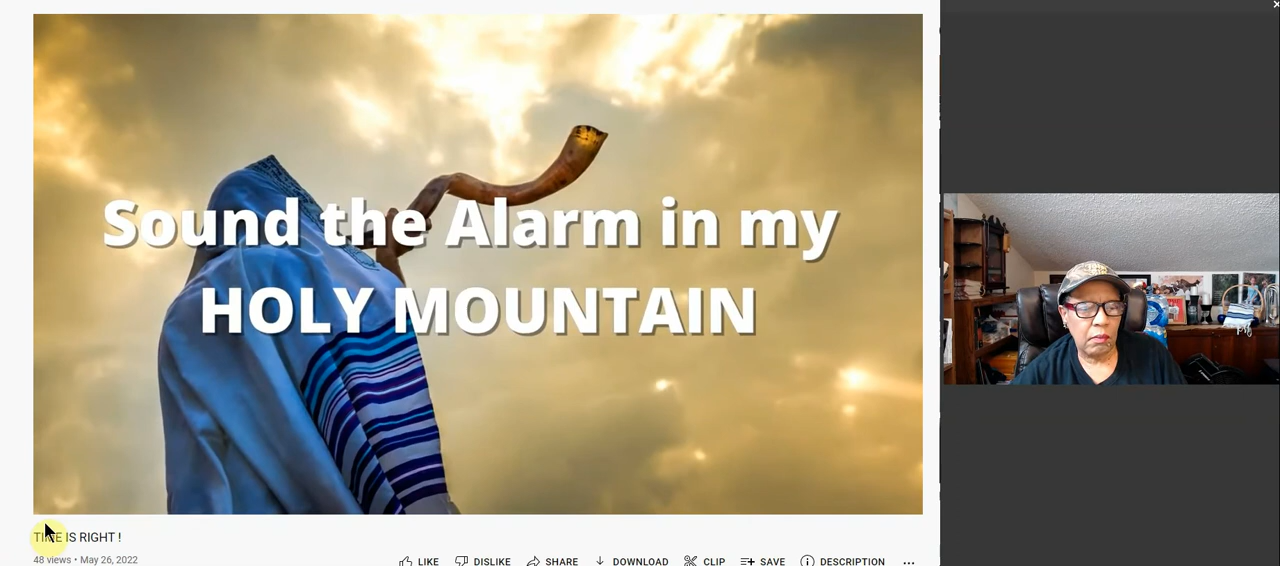 Sound the Alarm in my
HOLY MOUNTAIN
TIME IS RIGHT !
48 views • May 26, 2022
LIKE DISLIKE SHARE DOWNLOAD CLIP SAVE DESCRIPTION